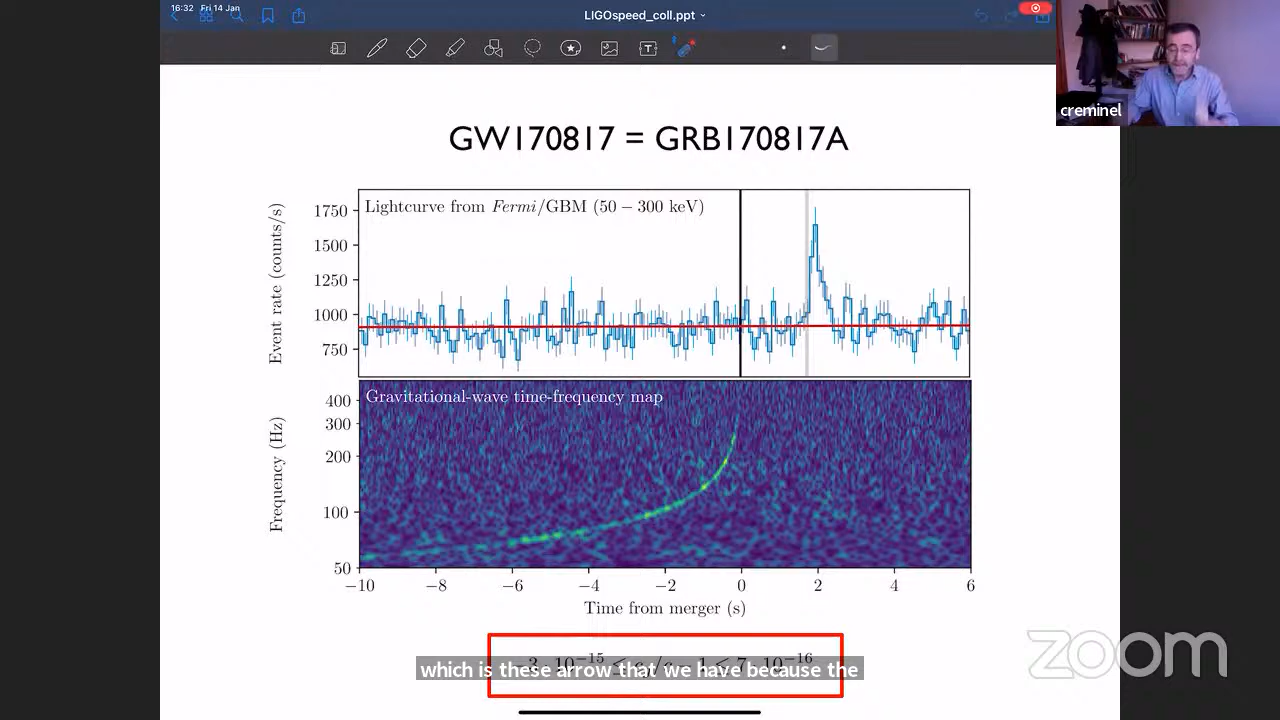 16:32 Fri 14 Jan
LIGOspeed_coll.ppt
T
creminel
GW170817 = GRB170817A
Lightcurve from Fermi/GBM (50 − 300 keV)
Event rate (counts/s)
1750
1500
1250
1000
750
Gravitational-wave time-frequency map
Frequency (Hz)
400
300
200
100
50
−10 −8 −6 −4 −2 0 2 4 6
Time from merger (s)
which is these arrow that we have because the
zoom